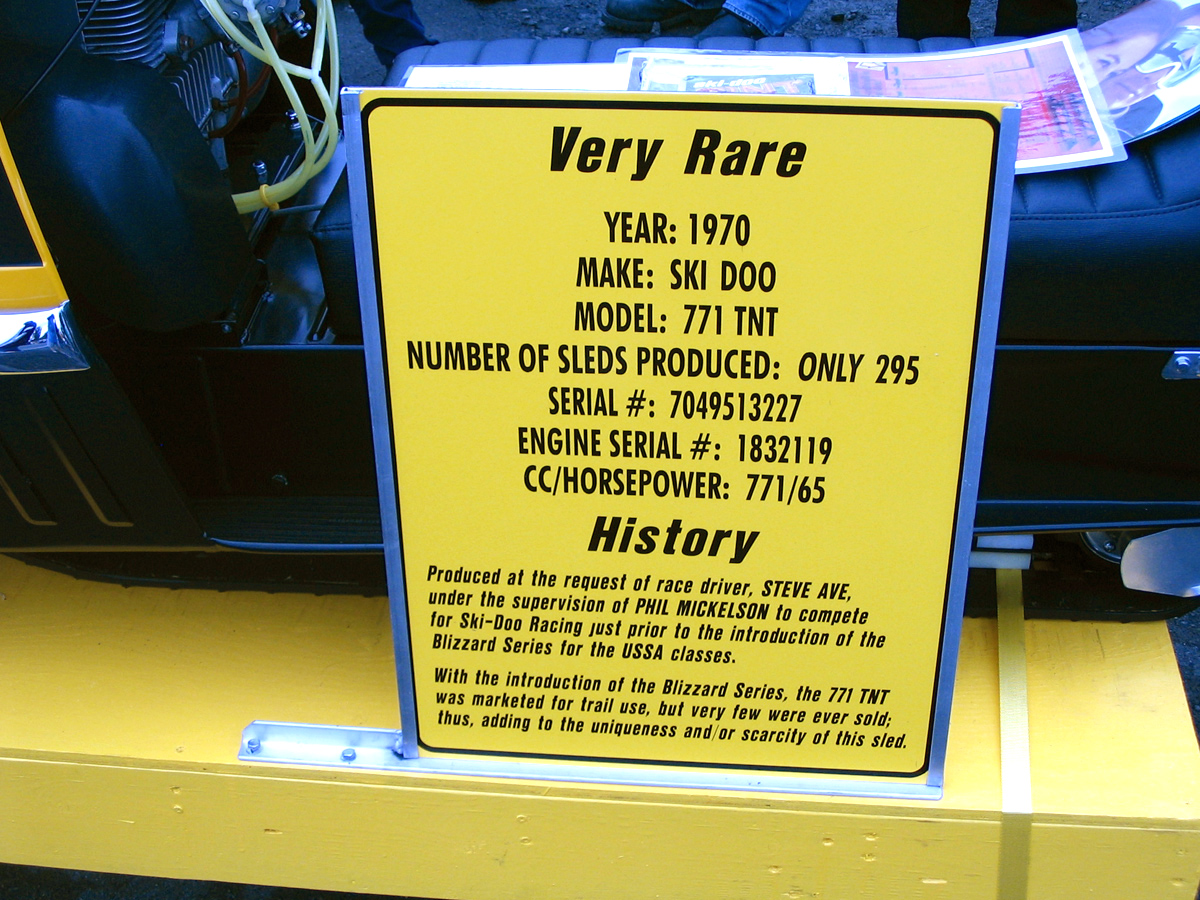 ski-doo
Very Rare
YEAR: 1970
MAKE: SKI DOO
MODEL: 771 TNT
NUMBER OF SLEDS PRODUCED: ONLY 295
SERIAL #: 7049513227
ENGINE SERIAL #: 1832119
CC/HORSEPOWER: 771/65
History
Produced at the request of race driver, STEVE AVE,
under the supervision of PHIL MICKELSON to compete
for Ski-Doo Racing just prior to the introduction of the
Blizzard Series for the USSA classes.
With the introduction of the Blizzard Series, the 771 TNT
was marketed for trail use, but very few were ever sold;
thus, adding to the uniqueness and/or scarcity of this sled.